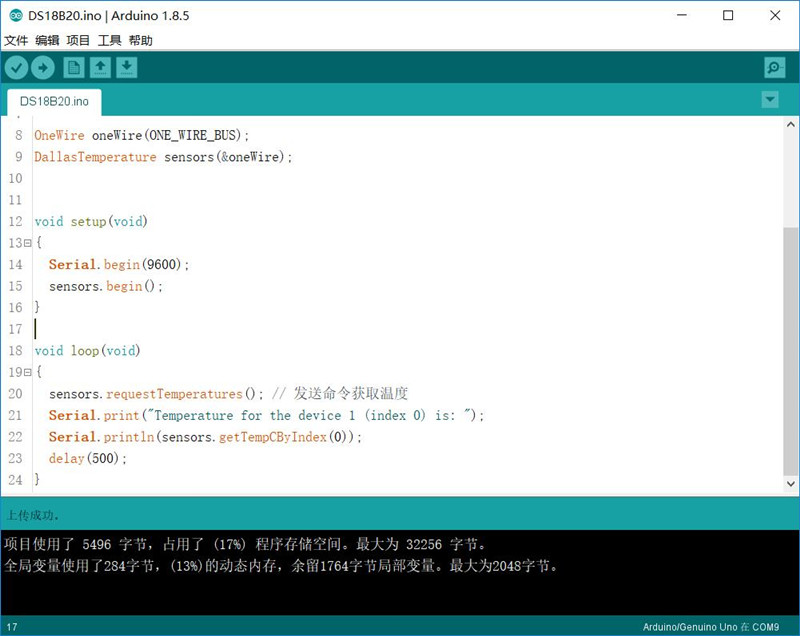 DS18B20.ino | Arduino 1.8.5
文件 编辑 项目 工具 帮助
DS18B20.ino
8 OneWire oneWire(ONE_WIRE_BUS);
9 DallasTemperature sensors(&oneWire);
10
11
12 void setup(void)
13 {
14 Serial.begin(9600);
15 sensors.begin();
16 }
17
18 void loop(void)
19 {
20 sensors.requestTemperatures(); // 发送命令获取温度
21 Serial.print("Temperature for the device 1 (index 0) is: ");
22 Serial.println(sensors.getTempCByIndex(0));
23 delay(500);
24 }
上传成功。
项目使用了 5496 字节，占用了 (17%) 程序存储空间。最大为 32256 字节。
全局变量使用了284字节，(13%)的动态内存，余留1764字节局部变量。最大为2048字节。
17 Arduino/Genuino Uno 在 COM9